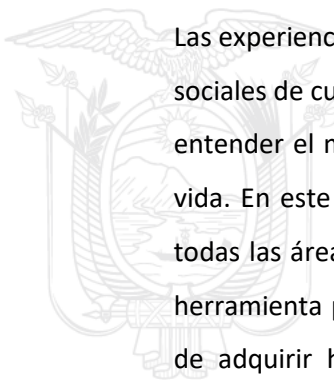 Las experienc
sociales de cu
entender el m
vida. En este
todas las área
herramienta p
de adquirir h